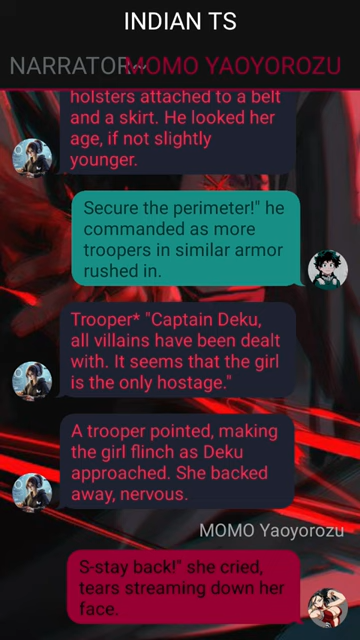 INDIAN TS
NARRATOR MOMO YAOYOROZU
holsters attached to a belt
and a skirt. He looked her
age, if not slightly
younger.
Secure the perimeter!" he
commanded as more
troopers in similar armor
rushed in.
Trooper* "Captain Deku,
all villains have been dealt
with. It seems that the girl
is the only hostage."
A trooper pointed, making
the girl flinch as Deku
approached. She backed
away, nervous.
MOMO Yaoyorozu
S-stay back!" she cried,
tears streaming down her
face.